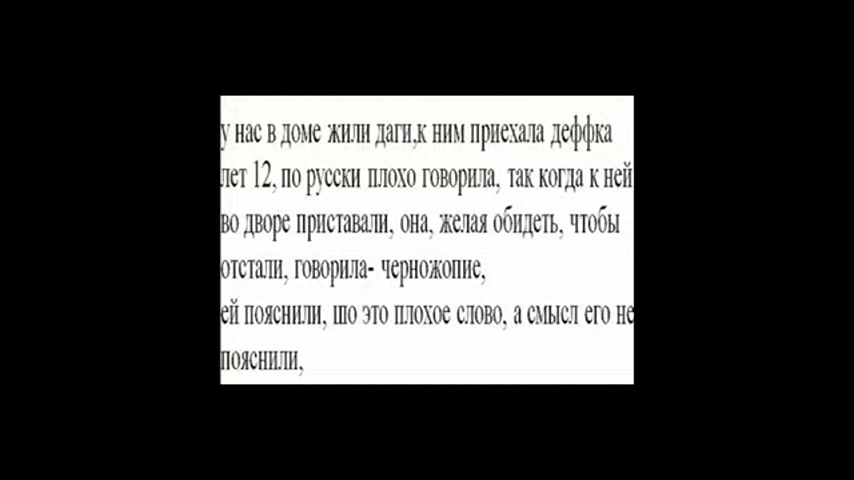 у нас в доме жили даги,к ним приехала деффка
лет 12, по русски плохо говорила, так когда к ней
во дворе приставали, она, желая обидеть, чтобы
отстали, говорила- черножопие,
ей пояснили, шо это плохое слово, а смысл его не
пояснили,